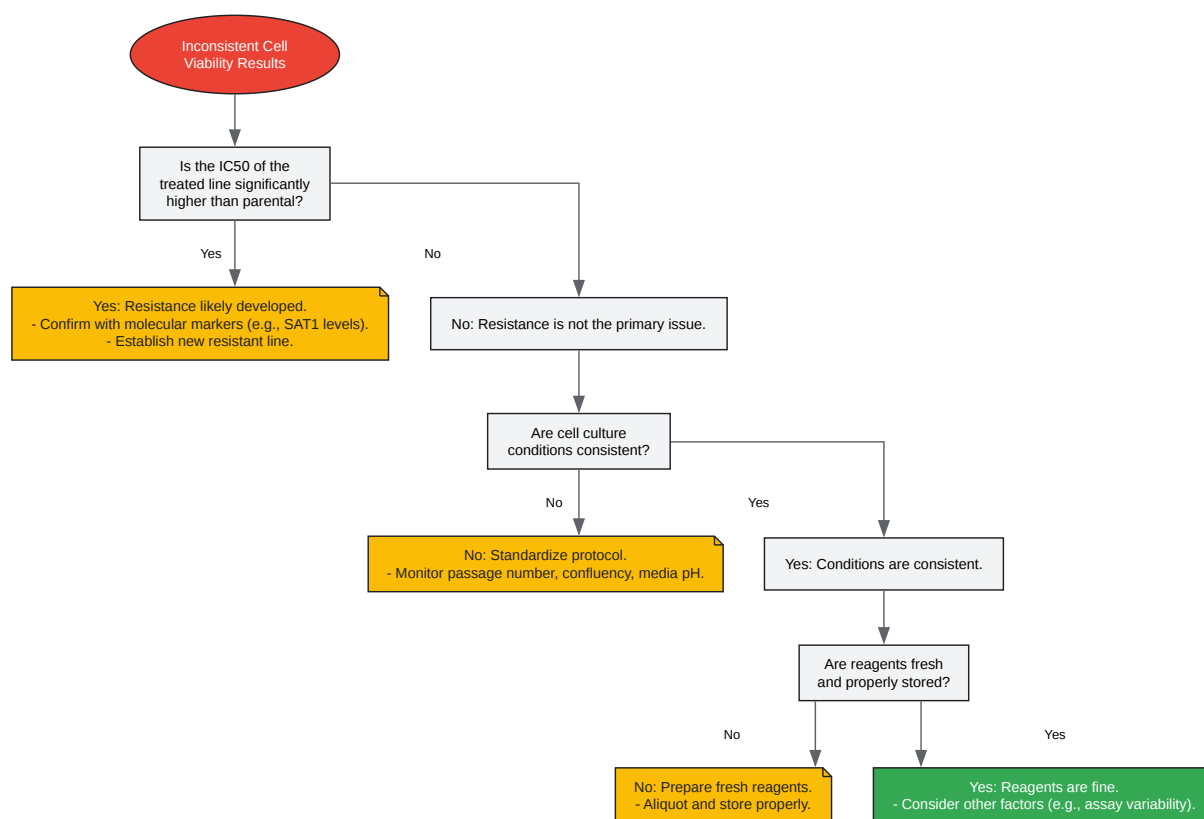 Inconsistent Cell
Viability Results
Is the IC50 of the
treated line significantly
higher than parental?
Yes
No
Yes: Resistance likely developed.
- Confirm with molecular markers (e.g., SAT1 levels).
- Establish new resistant line.
No: Resistance is not the primary issue.
Are cell culture
conditions consistent?
No
Yes
No: Standardize protocol.
- Monitor passage number, confluency, media pH.
Yes: Conditions are consistent.
Are reagents fresh
and properly stored?
No
Yes
No: Prepare fresh reagents.
- Aliquot and store properly.
Yes: Reagents are fine.
- Consider other factors (e.g., assay variability).